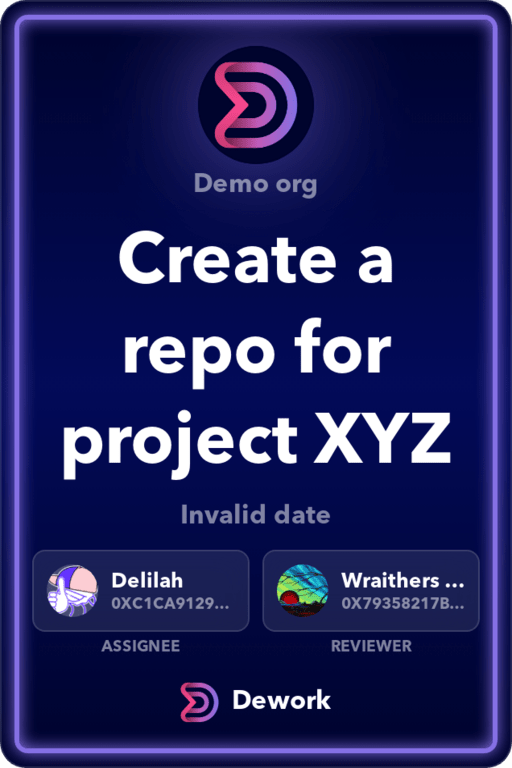 Demo org
Create a
repo for
project XYZ
Invalid date
Delilah
0XC1CA9129...
Wraithers ...
0X79358217B...
ASSIGNEE
REVIEWER
Dework